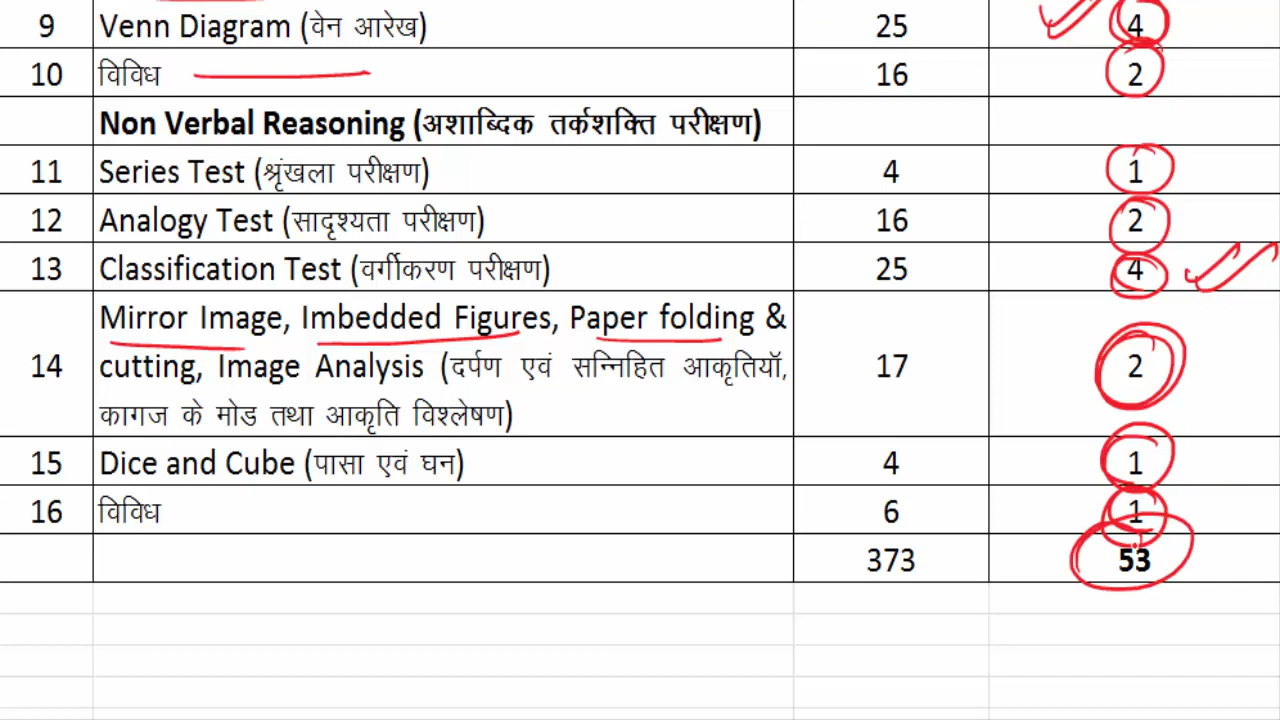 9 Venn Diagram (वेन आरेख) 25 4
10 विविध 16 2
Non Verbal Reasoning (अशाब्दिक तर्कशक्ति परीक्षण)
11 Series Test (श्रृंखला परीक्षण) 4 1
12 Analogy Test (सादृश्यता परीक्षण) 16 2
13 Classification Test (वर्गीकरण परीक्षण) 25 4
Mirror Image, Imbedded Figures, Paper folding &
14 cutting, Image Analysis (दर्पण एवं सन्निहित आकृतियॉ, 17 2
कागज के मोड तथा आकृति विश्लेषण)
15 Dice and Cube (पासा एवं घन) 4 1
16 विविध 6 1
373 53